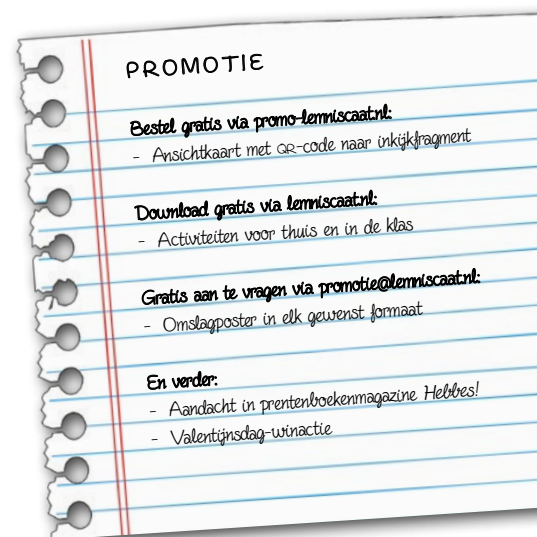 PROMOTIE
Bestel gratis via promo-lemniscaat.nl:
- Ansichtkaart met QR-code naar inkijkfragment
Download gratis via lemniscaat.nl:
- Activiteiten voor thuis en in de klas
Gratis aan te vragen via promotie@lemniscaat.nl:
- Omslagposter in elk gewenst formaat
En verder:
- Aandacht in prentenboekenmagazine Hebbes!
- Valentijnsdag-winactie